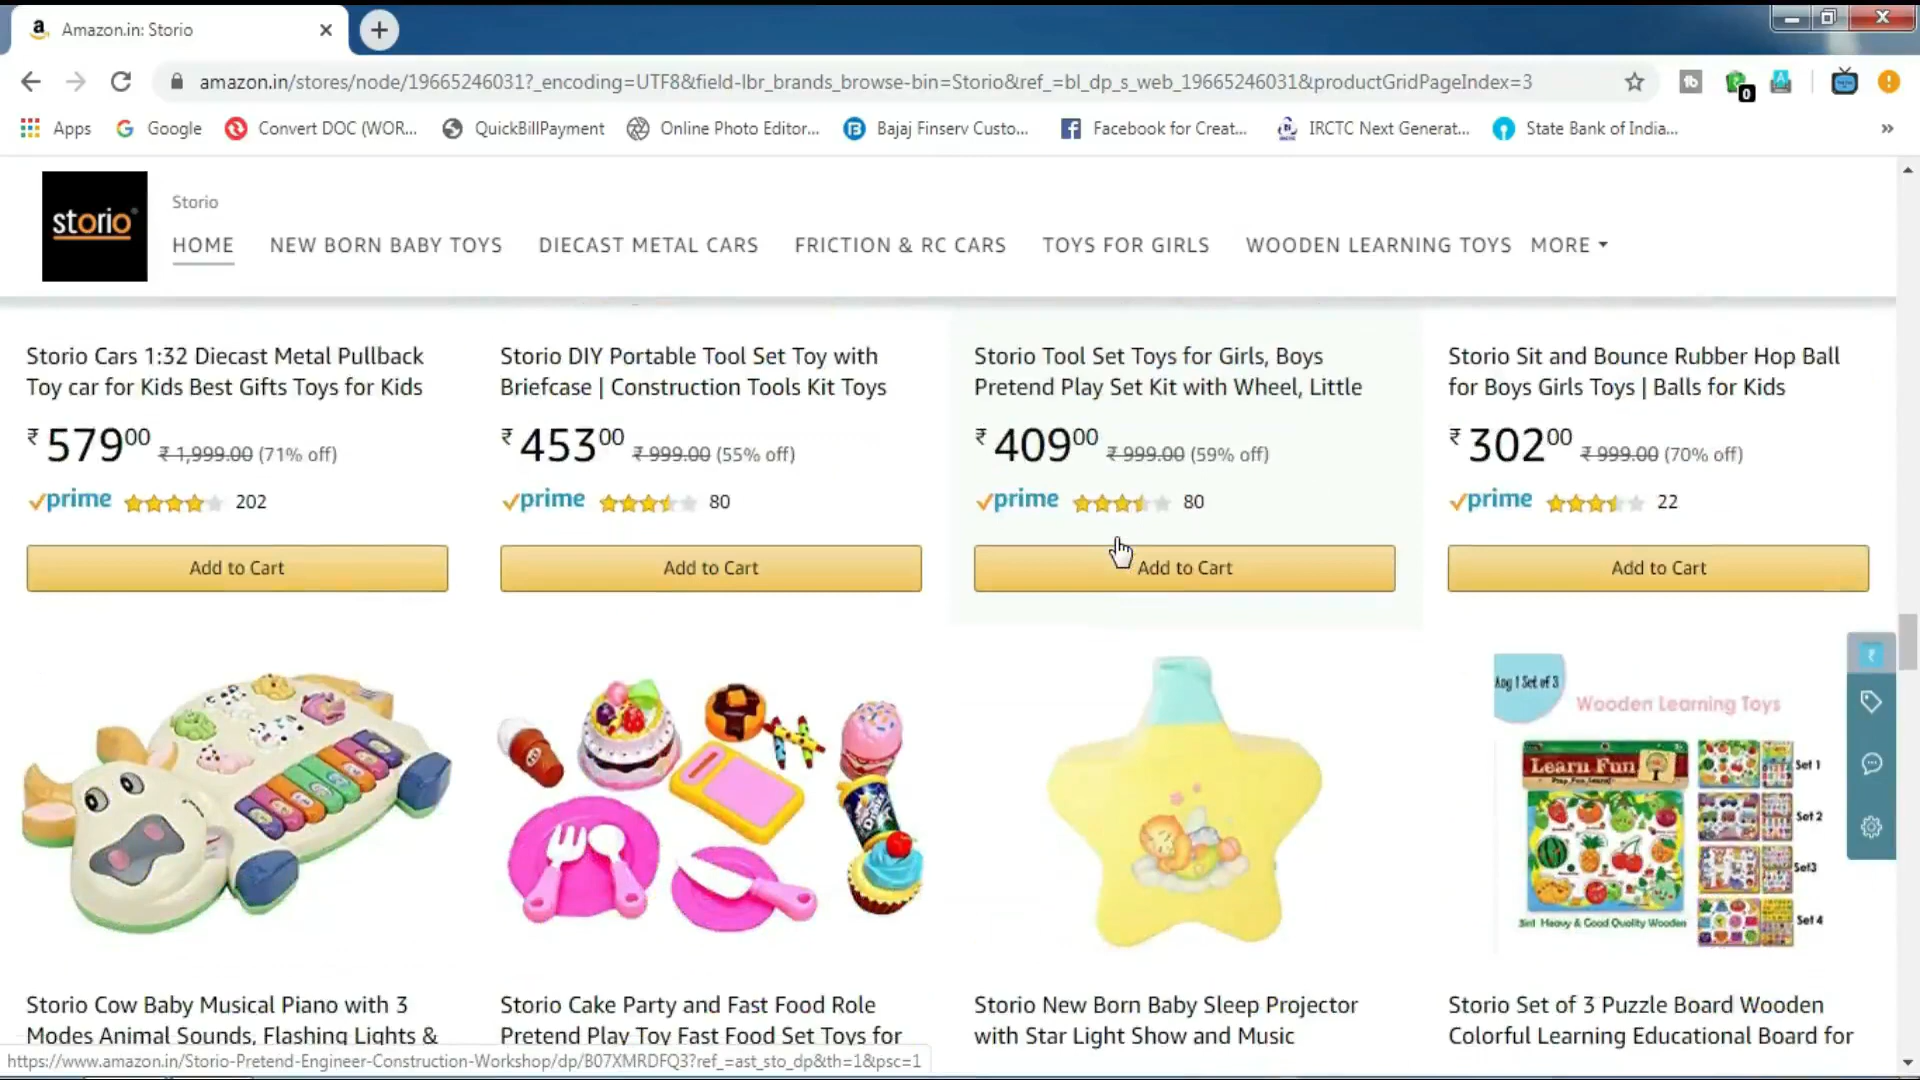 Amazon.in: Storio
amazon.in/stores/node/19665246031?_encoding=UTF8&field-lbr_brands_browse-bin=Storio&ref_=bl_dp_s_web_19665246031&productGridPageIndex=3
0
Apps
Google
Convert DOC (WOR...
QuickBillPayment
Online Photo Editor...
Bajaj Finserv Custo...
Facebook for Creat...
IRCTC Next Generat...
State Bank of India...
»
storio
Storio
HOME
NEW BORN BABY TOYS
DIECAST METAL CARS
FRICTION & RC CARS
TOYS FOR GIRLS
WOODEN LEARNING TOYS
MORE
Storio Cars 1:32 Diecast Metal Pullback
Toy car for Kids Best Gifts Toys for Kids
₹ 57900 ₹ 1,999.00 (71% off)
prime 202
Add to Cart
Storio DIY Portable Tool Set Toy with
Briefcase | Construction Tools Kit Toys
₹ 45300 ₹ 999.00 (55% off)
prime 80
Add to Cart
Storio Tool Set Toys for Girls, Boys
Pretend Play Set Kit with Wheel, Little
₹ 40900 ₹ 999.00 (59% off)
prime 80
Add to Cart
Storio Sit and Bounce Rubber Hop Ball
for Boys Girls Toys | Balls for Kids
₹ 30200 ₹ 999.00 (70% off)
prime 22
Add to Cart
Set of 3
Wooden Learning Toys
Learn Fun
Set 1
Set 2
Set3
Set 4
3in1 Heavy & Good Quality Wooden
₹
Storio Cow Baby Musical Piano with 3
Modes Animal Sounds, Flashing Lights &
Storio Cake Party and Fast Food Role
Pretend Play Toy Fast Food Set Toys for
Storio New Born Baby Sleep Projector
with Star Light Show and Music
Storio Set of 3 Puzzle Board Wooden
Colorful Learning Educational Board for
https://www.amazon.in/Storio-Pretend-Engineer-Construction-Workshop/dp/B07XMRDFQ3?ref_=ast_sto_dp&th=1&psc=1